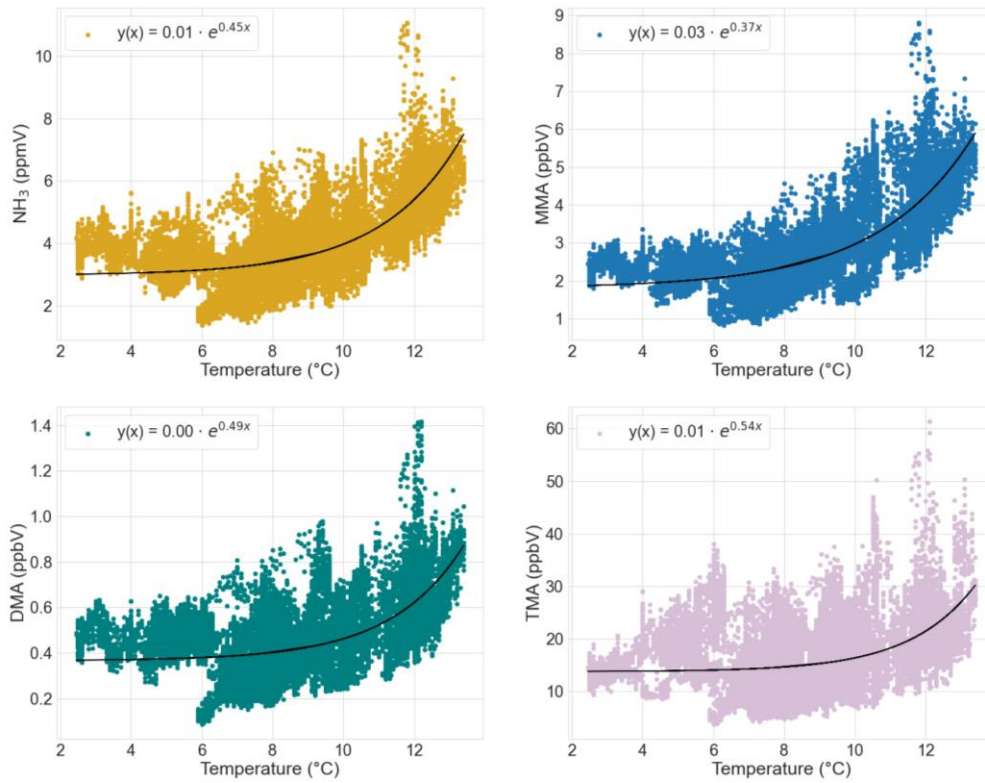 y(x) = 0.01 · e^0.45x
NH₃ (ppmV)
10
8
6
4
2
2 4 6 8 10 12
Temperature (°C)
y(x) = 0.03 · e^0.37x
MMA (ppbV)
9
8
7
6
5
4
3
2
1
2 4 6 8 10 12
Temperature (°C)
y(x) = 0.00 · e^0.49x
DMA (ppbV)
1.4
1.2
1.0
0.8
0.6
0.4
0.2
2 4 6 8 10 12
Temperature (°C)
y(x) = 0.01 · e^0.54x
TMA (ppbV)
60
50
40
30
20
10
2 4 6 8 10 12
Temperature (°C)